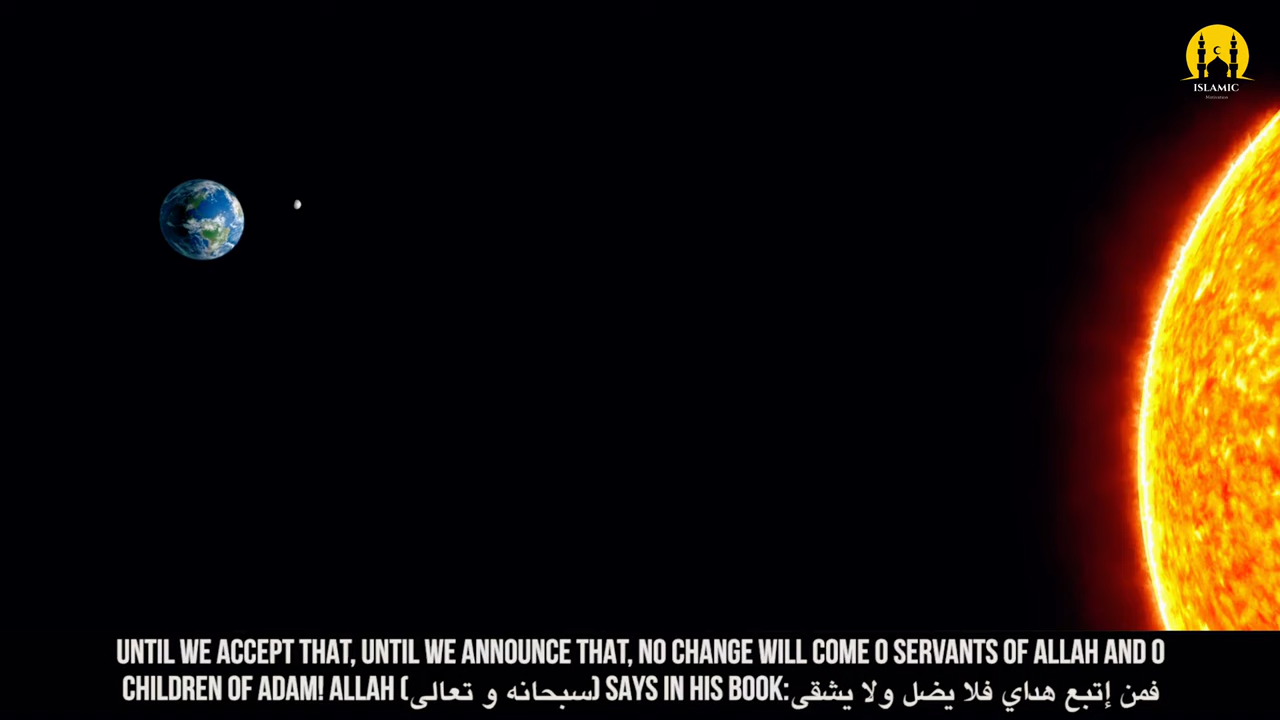 ISLAMIC
Motivation
UNTIL WE ACCEPT THAT, UNTIL WE ANNOUNCE THAT, NO CHANGE WILL COME O SERVANTS OF ALLAH AND O
CHILDREN OF ADAM! ALLAH (سبحانه و تعالى) SAYS IN HIS BOOK:فمن إتبع هداي فلا يضل ولا يشقى